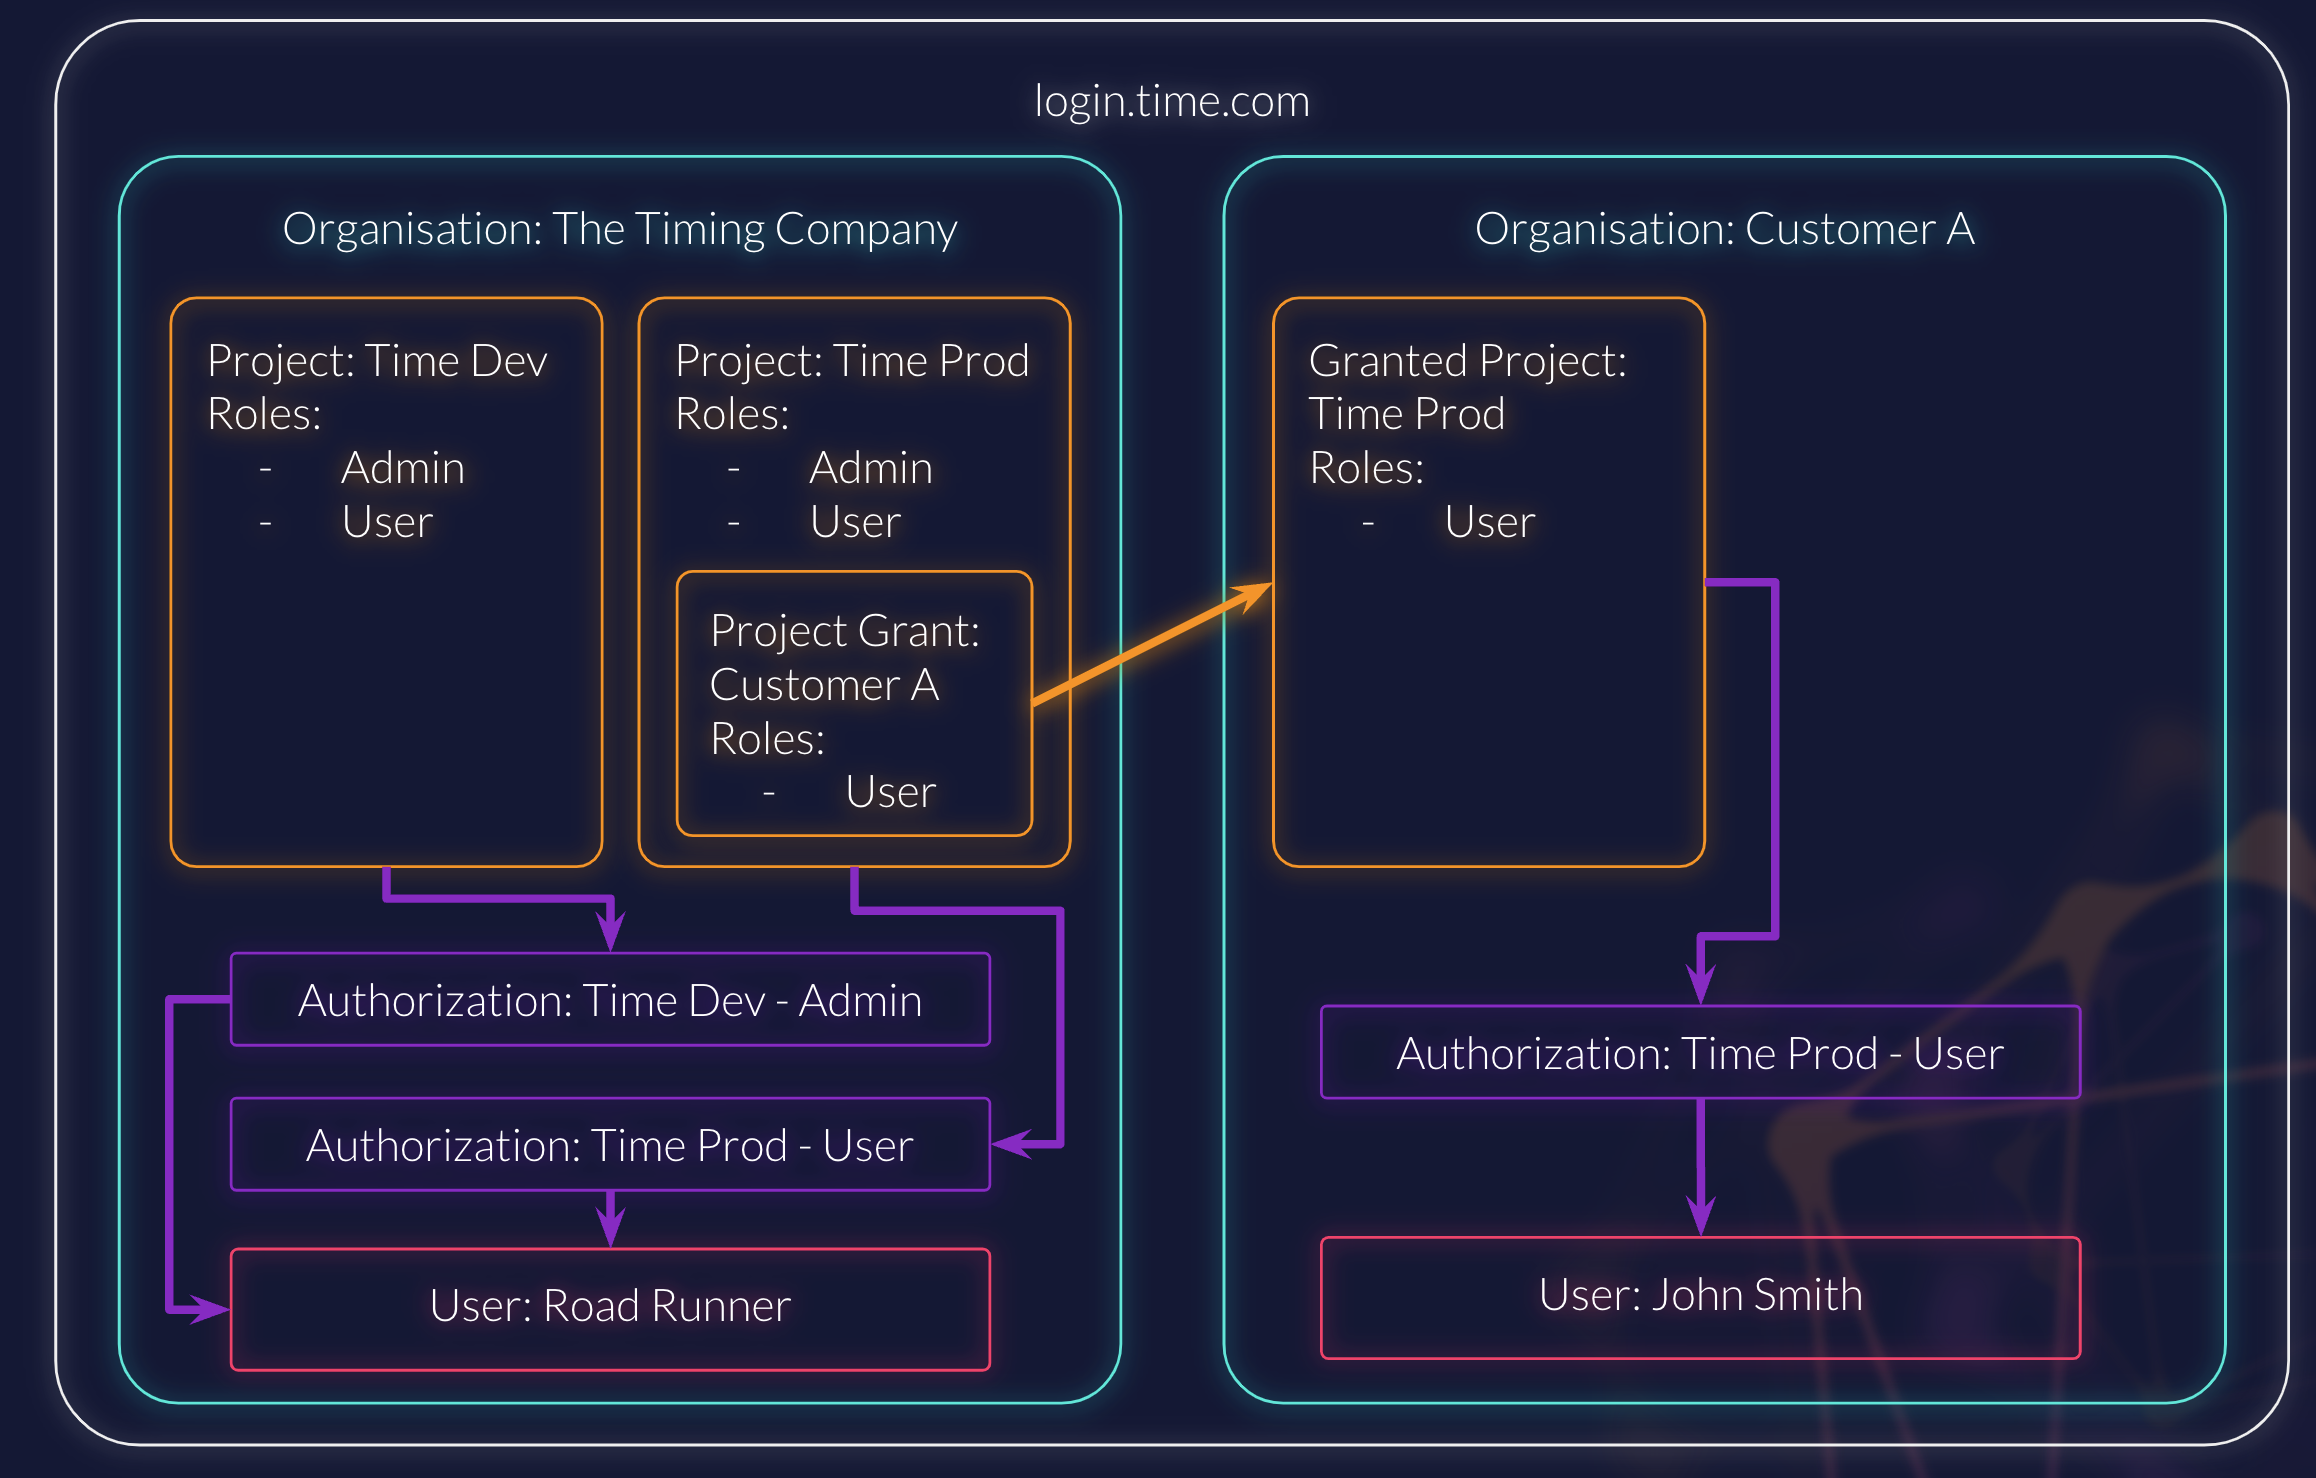 login.time.com
Organisation: The Timing Company
Project: Time Dev
Roles:
- Admin
- User
Project: Time Prod
Roles:
- Admin
- User
Project Grant:
Customer A
Roles:
- User
Authorization: Time Dev - Admin
Authorization: Time Prod - User
User: Road Runner
Organisation: Customer A
Granted Project:
Time Prod
Roles:
- User
Authorization: Time Prod - User
User: John Smith